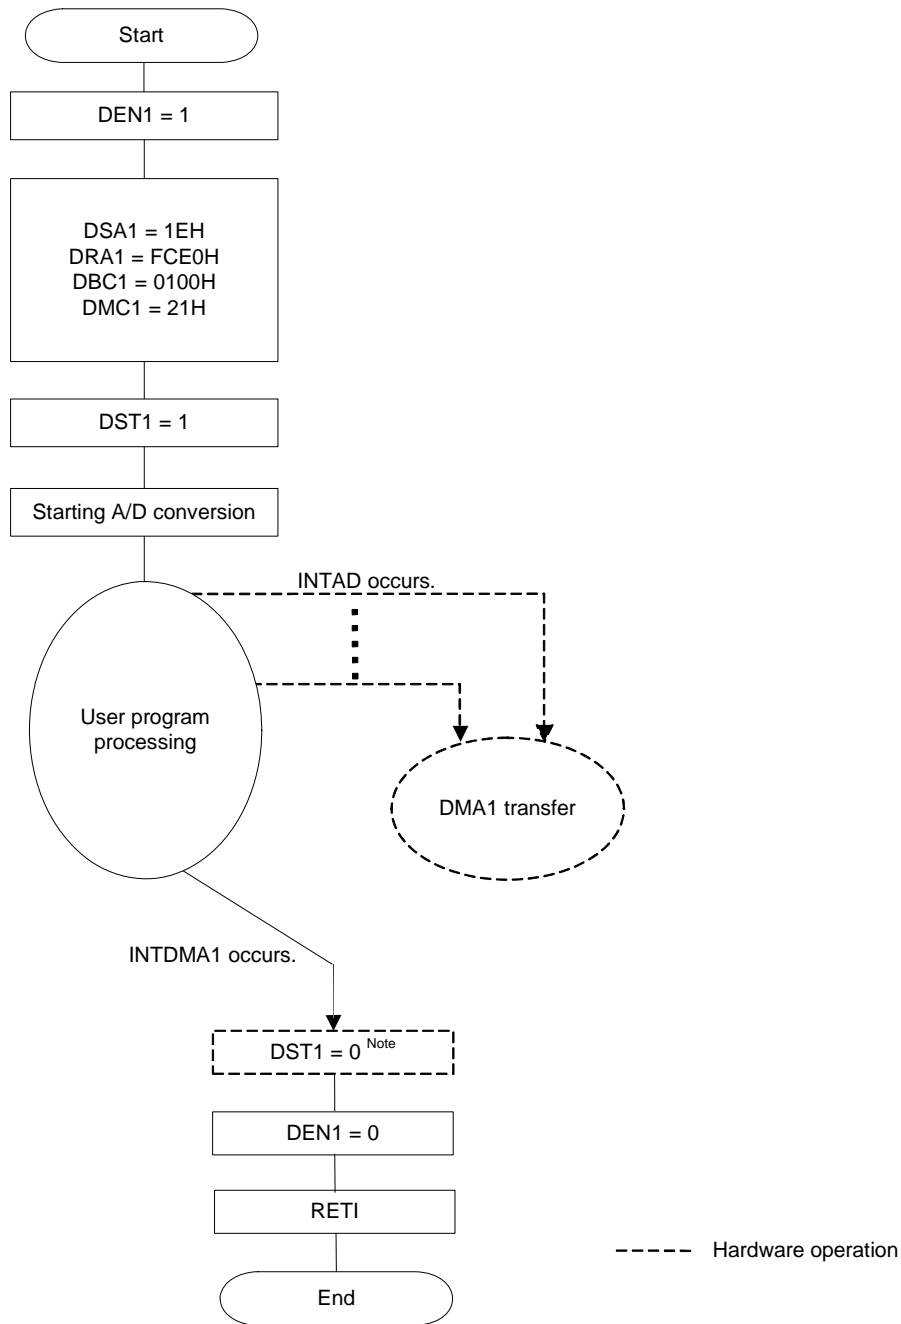 Start
DEN1 = 1
DSA1 = 1EH
DRA1 = FCE0H
DBC1 = 0100H
DMC1 = 21H
DST1 = 1
Starting A/D conversion
INTAD occurs.
User program
processing
DMA1 transfer
INTDMA1 occurs.
DST1 = 0 Note
DEN1 = 0
RETI
Hardware operation
End